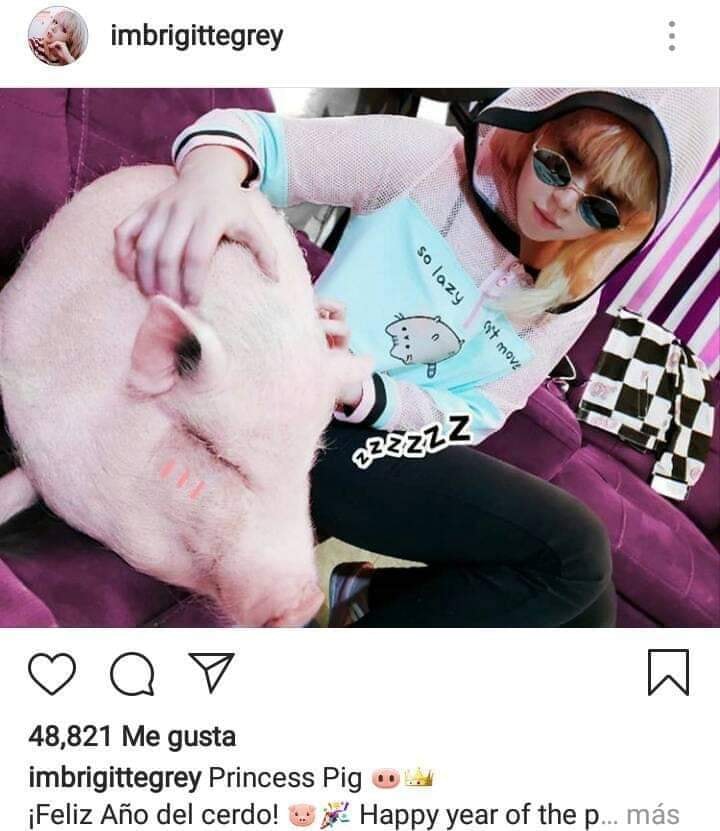 imbrigittegrey
so lazy
can't move
zzzzzZ
48,821 Me gusta
imbrigittegrey Princess Pig 🐽👑
¡Feliz Año del cerdo! 🐷🎉 Happy year of the p... más